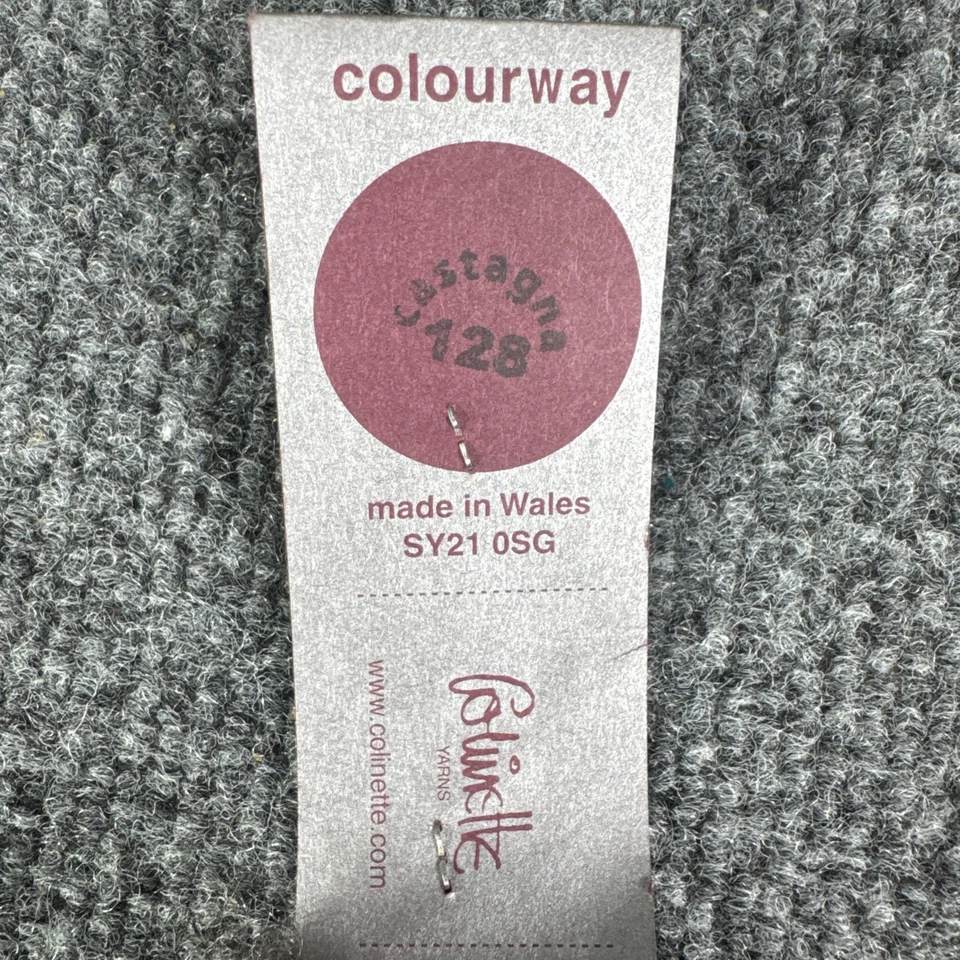 colourway
castagna
128
made in Wales
SY21 0SG
Colinette
YARNS
www.colinette.com